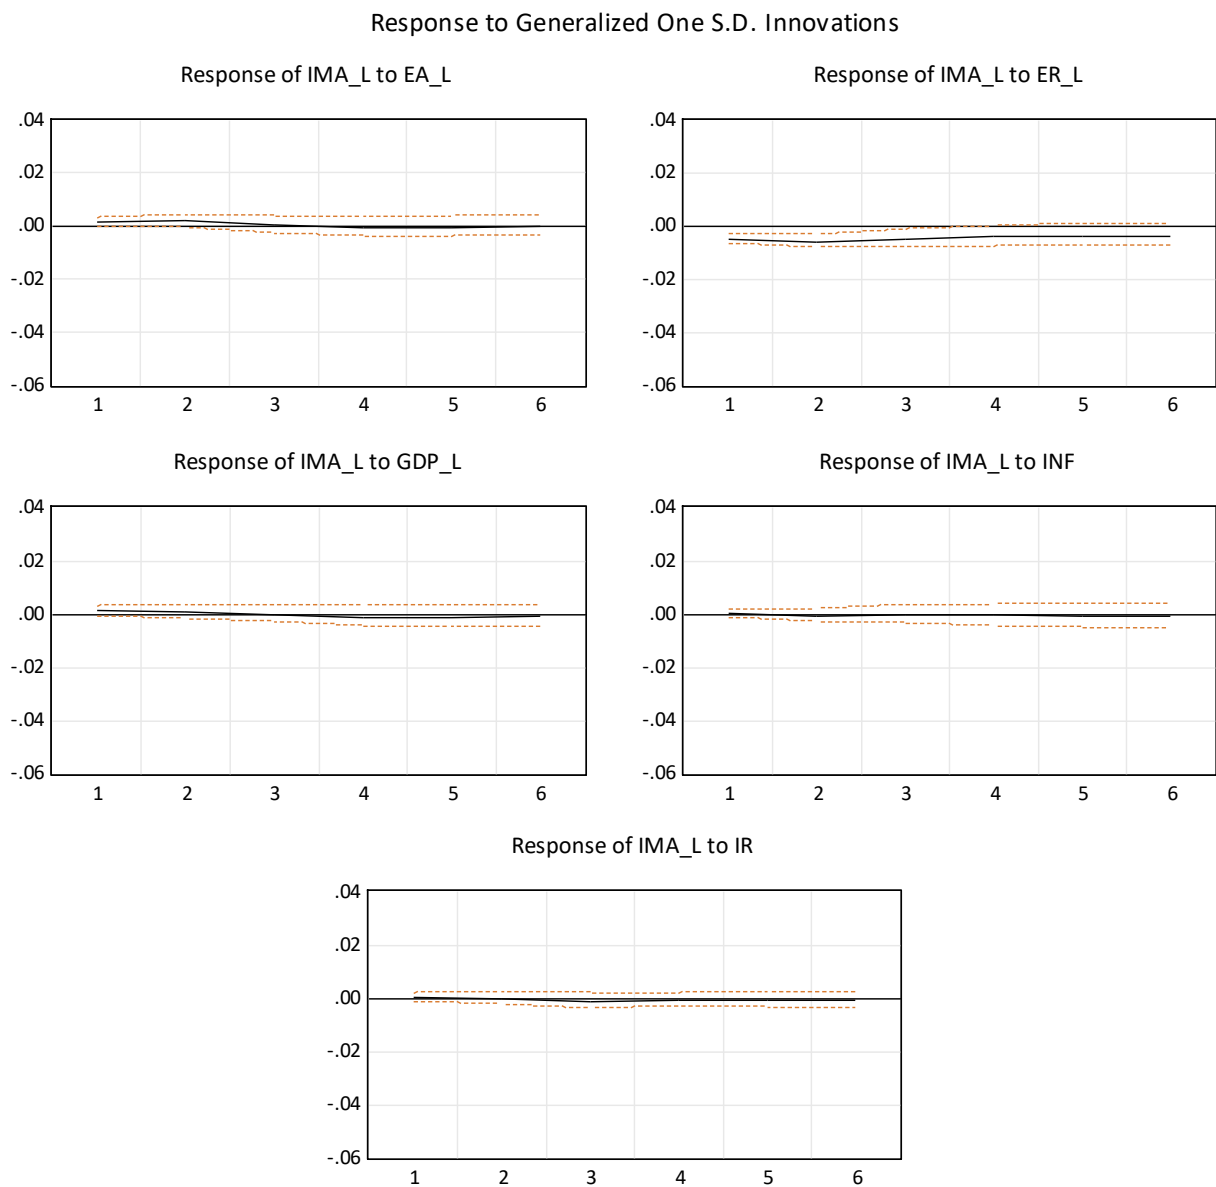 Response to Generalized One S.D. Innovations
Response of IMA_L to EA_L
.04
.02
.00
-.02
-.04
-.06
1 2 3 4 5 6
Response of IMA_L to ER_L
.04
.02
.00
-.02
-.04
-.06
1 2 3 4 5 6
Response of IMA_L to GDP_L
.04
.02
.00
-.02
-.04
-.06
1 2 3 4 5 6
Response of IMA_L to INF
.04
.02
.00
-.02
-.04
-.06
1 2 3 4 5 6
Response of IMA_L to IR
.04
.02
.00
-.02
-.04
-.06
1 2 3 4 5 6